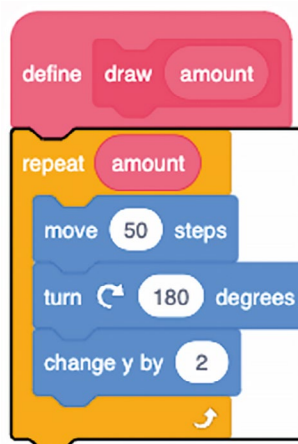 define draw amount
repeat amount
move 50 steps
turn 180 degrees
change y by 2